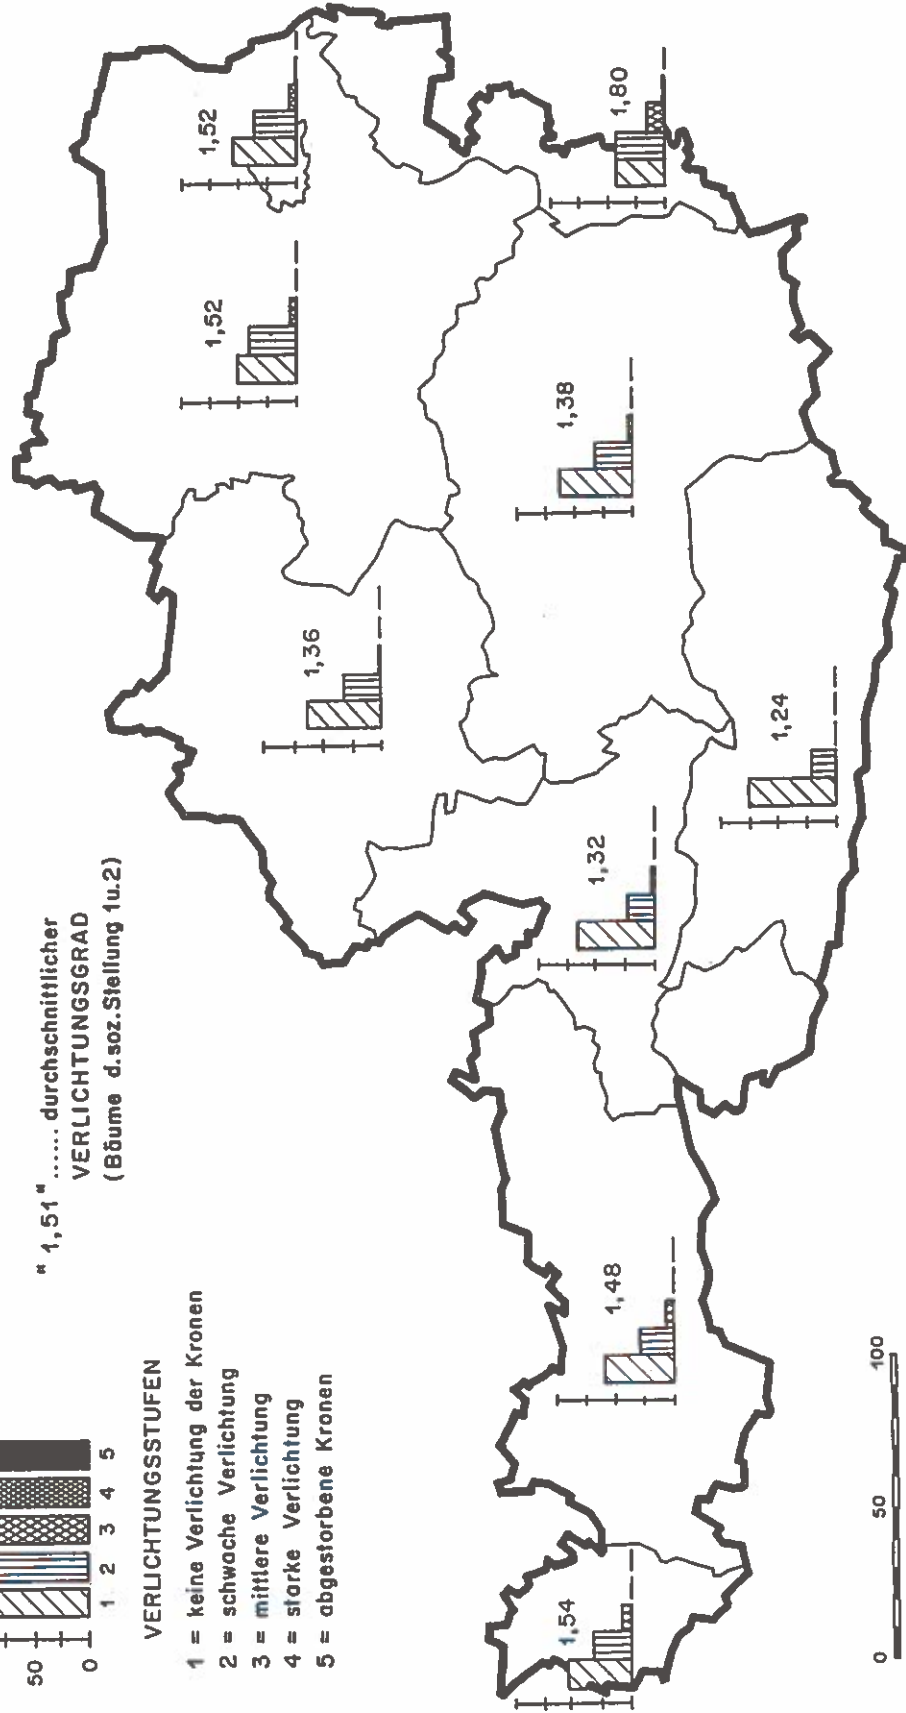 50
0
1 2 3 4 5
VERLICHTUNGSSTUFEN
1 = keine Verlichtung der Kronen
2 = schwache Verlichtung
3 = mittlere Verlichtung
4 = starke Verlichtung
5 = abgestorbene Kronen
"1,51" ...... durchschnittlicher
VERLICHTUNGSGRAD
(Bäume d.soz.Stellung 1u.2)
1,54
1,48
1,32
1,36
1,24
1,38
1,52
1,52
1,80
0 50 100